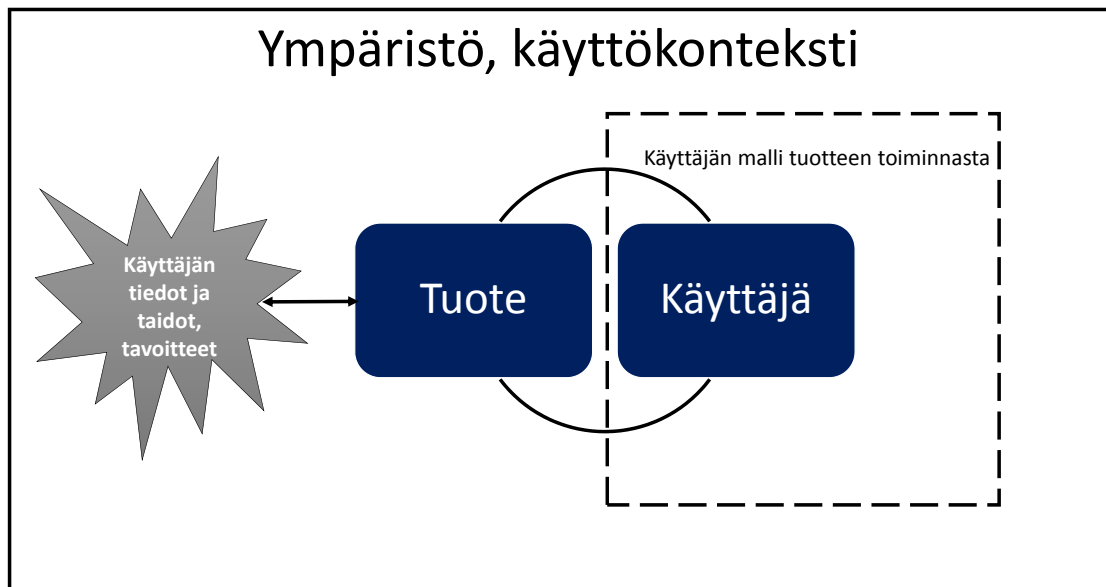 Ympäristö, käyttökonteksti
Käyttäjän malli tuotteen toiminnasta
Käyttäjän
tiedot ja
taidot,
tavoitteet
Tuote
Käyttäjä